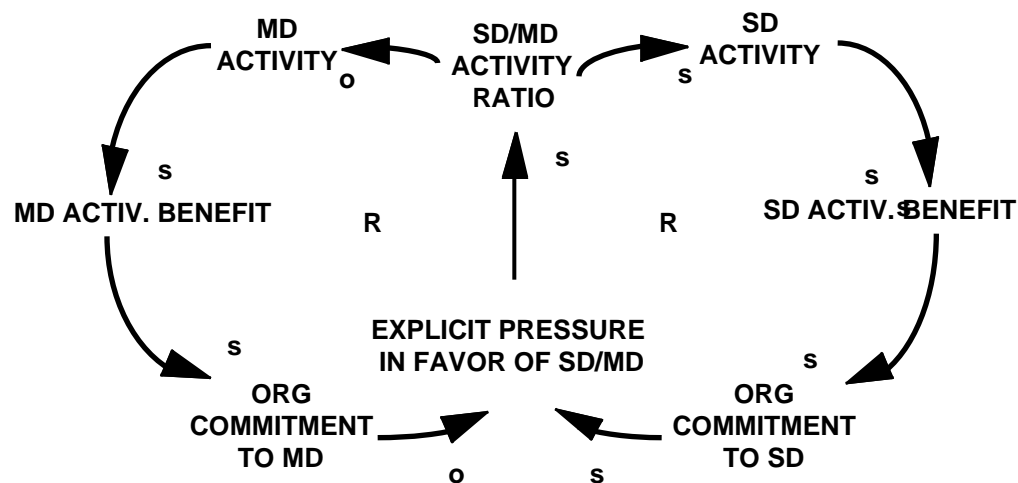 MD
ACTIVITY
o
SD/MD
ACTIVITY
RATIO
s
SD
ACTIVITY
s
s
s
MD ACTIV. BENEFIT
R
R
SD ACTIV. BENEFIT
s
EXPLICIT PRESSURE
IN FAVOR OF SD/MD
s
s
ORG
COMMITMENT
TO MD
ORG
COMMITMENT
TO SD
o
s